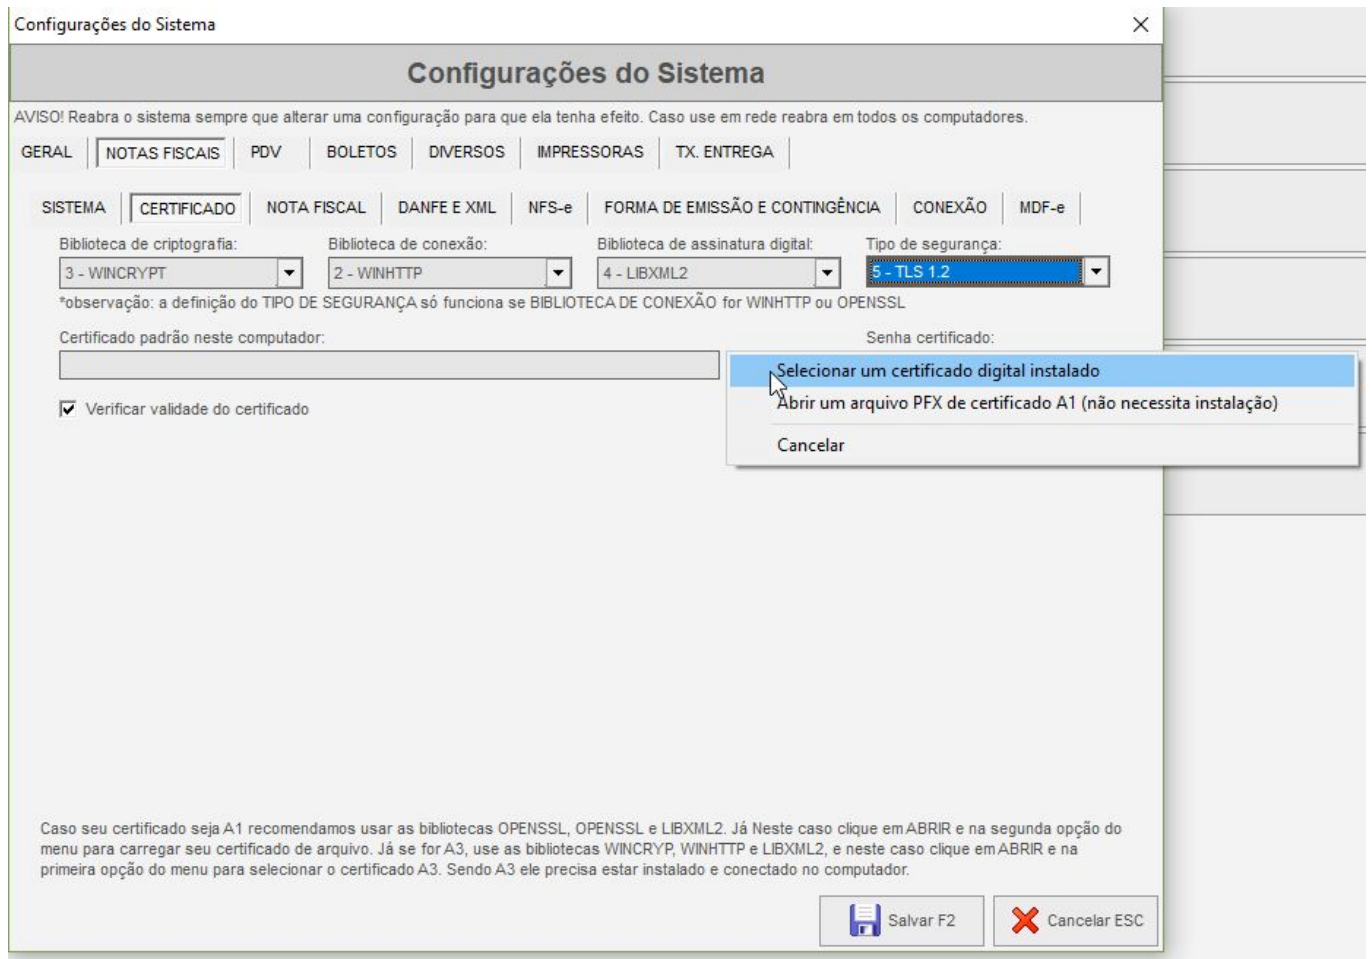 Configurações do Sistema
Configurações do Sistema
AVISO! Reabra o sistema sempre que alterar uma configuração para que ela tenha efeito. Caso use em rede reabra em todos os computadores.
GERAL NOTAS FISCAIS PDV BOLETOS DIVERSOS IMPRESSORAS TX. ENTREGA
SISTEMA CERTIFICADO NOTA FISCAL DANFE E XML NFS-e FORMA DE EMISSÃO E CONTINGÊNCIA CONEXÃO MDF-e
Biblioteca de criptografia: Biblioteca de conexão: Biblioteca de assinatura digital: Tipo de segurança:
3 - WINCRYPT 2 - WINHTTP 4 - LIBXML2 5 - TLS 1.2
*observação: a definição do TIPO DE SEGURANÇA só funciona se BIBLIOTECA DE CONEXÃO for WINHTTP ou OPENSSL
Certificado padrão neste computador: Senha certificado:
Selecionar um certificado digital instalado
Verificar validade do certificado Abrir um arquivo PFX de certificado A1 (não necessita instalação)
Cancelar
Caso seu certificado seja A1 recomendamos usar as bibliotecas OPENSSL, OPENSSL e LIBXML2. Já Neste caso clique em ABRIR e na segunda opção do
menu para carregar seu certificado de arquivo. Já se for A3, use as bibliotecas WINCRYP, WINHTTP e LIBXML2, e neste caso clique em ABRIR e na
primeira opção do menu para selecionar o certificado A3. Sendo A3 ele precisa estar instalado e conectado no computador.
Salvar F2 Cancelar ESC